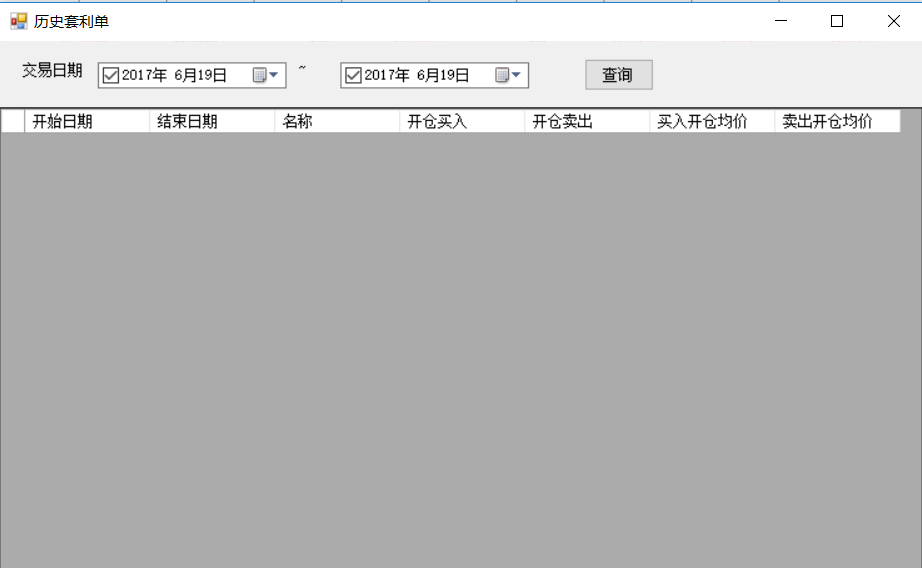 历史套利单
交易日期 2017年 6月19日 ~ 2017年 6月19日 查询
开始日期 结束日期 名称 开仓买入 开仓卖出 买入开仓均价 卖出开仓均价